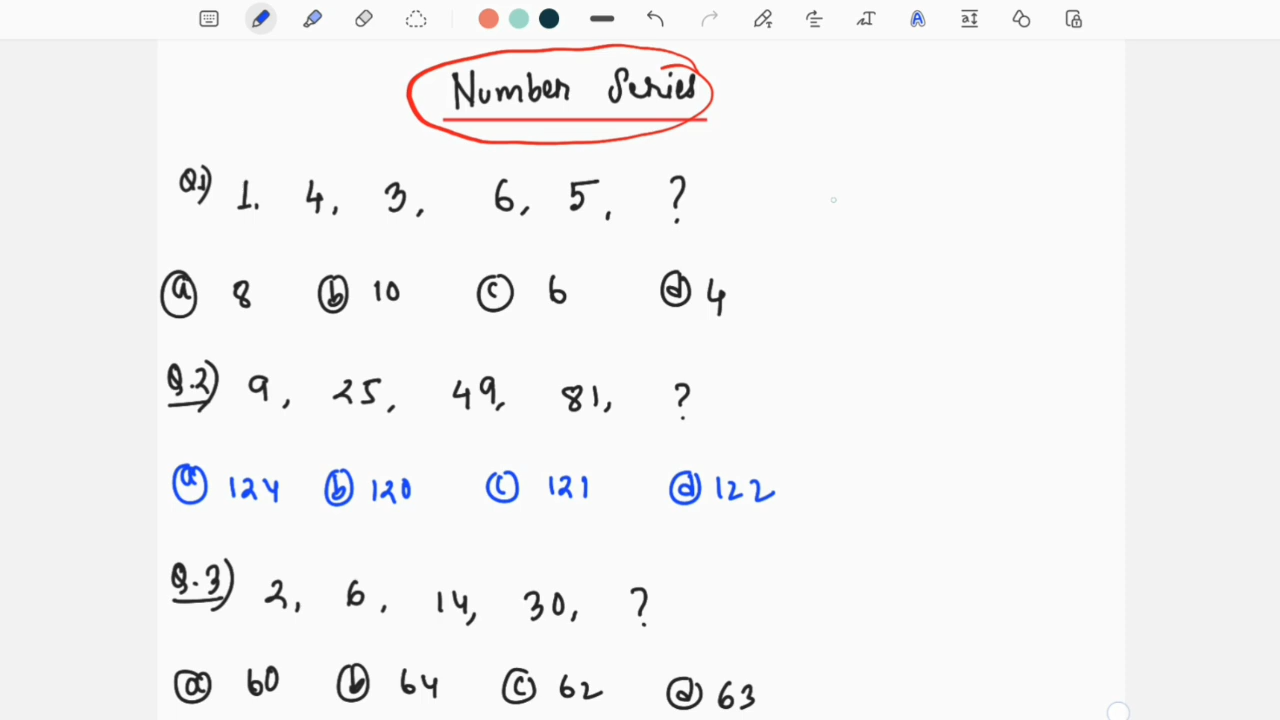 Number Series
Q1) 1. 4, 3, 6, 5, ?
a 8 b 10 c 6 d 4
Q.2) 9, 25, 49, 81, ?
a 124 b 120 c 121 d 122
Q.3) 2, 6, 14, 30, ?
a 60 b 64 c 62 d 63